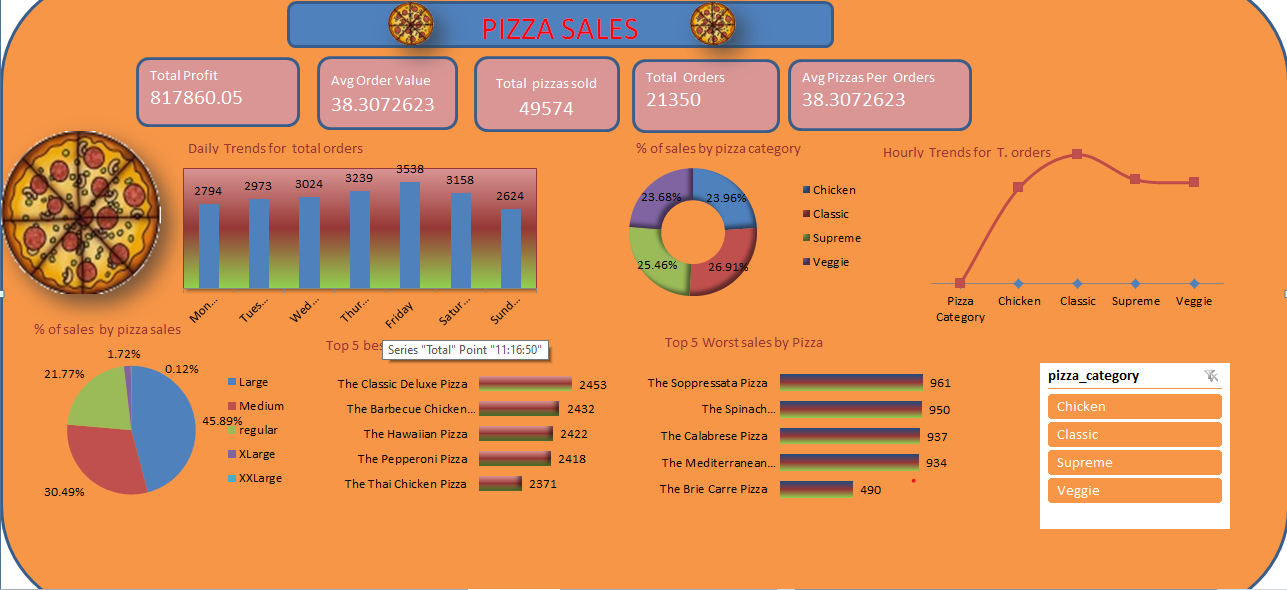 PIZZA SALES
Total Profit
817860.05
Avg Order Value
38.3072623
Total pizzas sold
49574
Total Orders
21350
Avg Pizzas Per Orders
38.3072623
Daily Trends for total orders
2794
2973
3024
3239
3538
3158
2624
Mon...
Tues...
Wed...
Thur...
Friday
Satur...
Sund...
% of sales by pizza category
23.68%
23.96%
25.46%
26.91%
Chicken
Classic
Supreme
Veggie
Hourly Trends for T. orders
Pizza
Category
Chicken
Classic
Supreme
Veggie
% of sales by pizza sales
1.72%
0.12%
21.77%
45.89%
30.49%
Large
Medium
regular
XLarge
XXLarge
Top 5 bes
Series "Total" Point "11:16:50"
The Classic Deluxe Pizza 2453
The Barbecue Chicken... 2432
The Hawaiian Pizza 2422
The Pepperoni Pizza 2418
The Thai Chicken Pizza 2371
Top 5 Worst sales by Pizza
The Soppressata Pizza 961
The Spinach... 950
The Calabrese Pizza 937
The Mediterranean... 934
The Brie Carre Pizza 490
pizza_category
Chicken
Classic
Supreme
Veggie